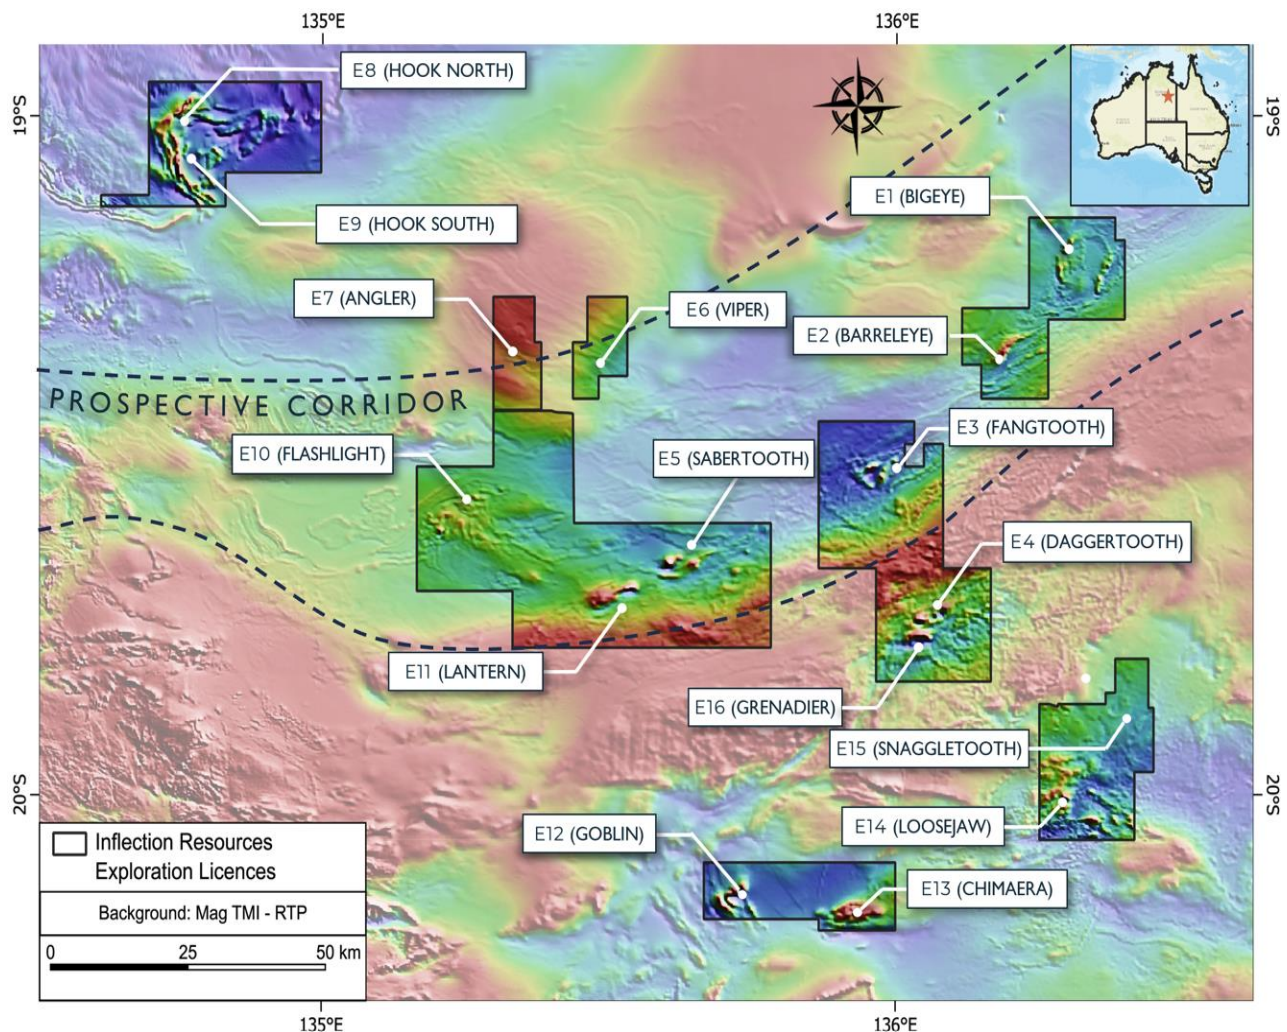 135°E
136°E
E8 (HOOK NORTH)
19°S
19°S
E1 (BIGEYE)
E9 (HOOK SOUTH)
E7 (ANGLER)
E6 (VIPER)
E2 (BARRELEYE)
PROSPECTIVE CORRIDOR
E3 (FANGTOOTH)
E10 (FLASHLIGHT)
E5 (SABERTOOTH)
E4 (DAGGERTOOTH)
E11 (LANTERN)
E16 (GRENADIER)
E15 (SNAGGLETOOTH)
20°S
20°S
E14 (LOOSEJAW)
E12 (GOBLIN)
E13 (CHIMAERA)
Inflection Resources
Exploration Licences
Background: Mag TMI - RTP
0 25 50 km
135°E
136°E